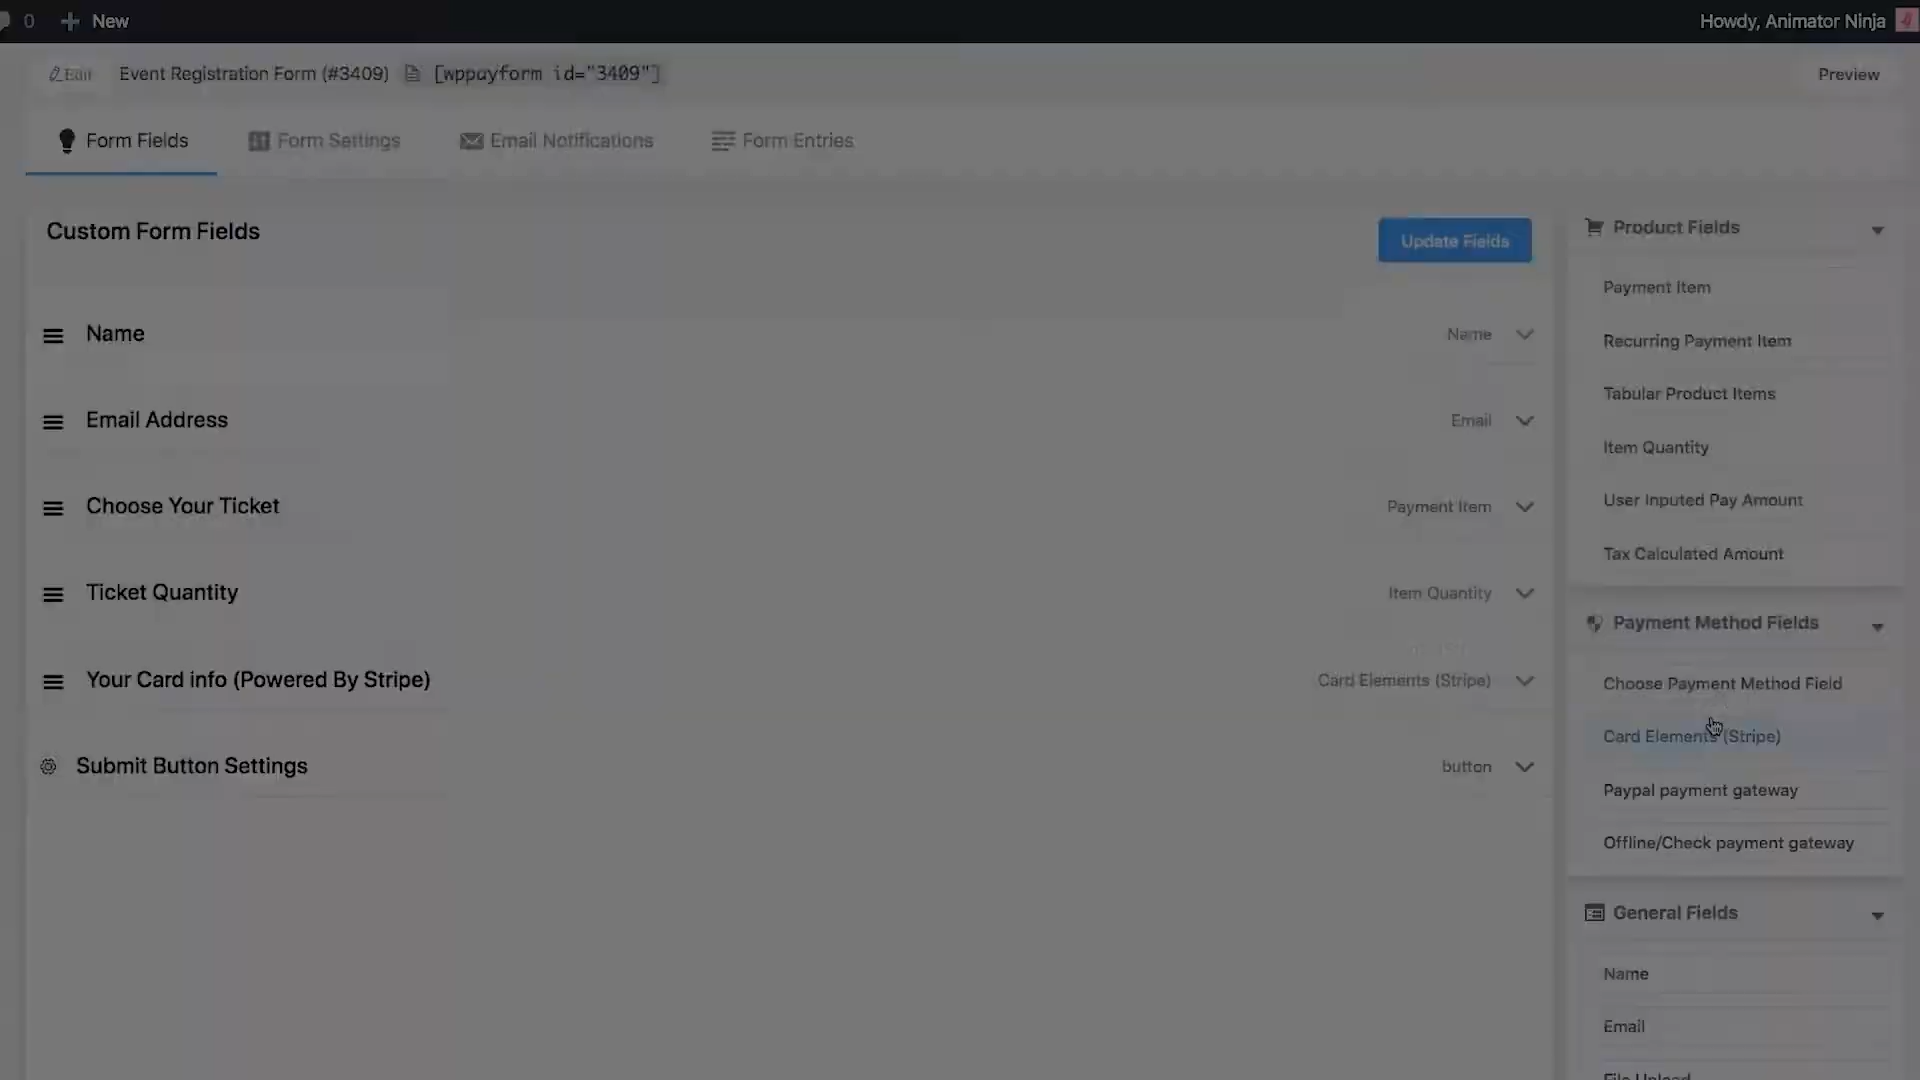 0 New Howdy, Animator Ninja
Edit Event Registration Form (#3409) [wppayform id="3409"] Preview
Form Fields Form Settings Email Notifications Form Entries
Custom Form Fields
Update Fields
Name Name
Email Address Email
Choose Your Ticket Payment Item
Ticket Quantity Item Quantity
Your Card info (Powered By Stripe) Card Elements (Stripe)
Submit Button Settings button
Product Fields
Payment Item
Recurring Payment Item
Tabular Product Items
Item Quantity
User Inputed Pay Amount
Tax Calculated Amount
Payment Method Fields
Choose Payment Method Field
Card Elements (Stripe)
Paypal payment gateway
Offline/Check payment gateway
General Fields
Name
Email
File Upload